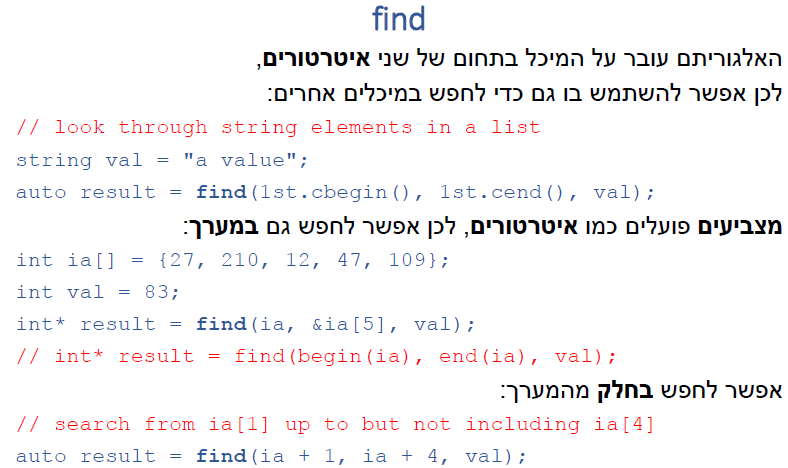 find
האלגוריתם עובר על המיכל בתחום של שני איטרטורים,
לכן אפשר להשתמש בו גם כדי לחפש במיכלים אחרים:
// look through string elements in a list
string val = "a value";
auto result = find(1st.cbegin(), 1st.cend(), val);
מצביעים פועלים כמו איטרטורים, לכן אפשר לחפש גם במערך:
int ia[] = {27, 210, 12, 47, 109};
int val = 83;
int* result = find(ia, &ia[5], val);
// int* result = find(begin(ia), end(ia), val);
אפשר לחפש בחלק מהמערך:
// search from ia[1] up to but not including ia[4]
auto result = find(ia + 1, ia + 4, val);